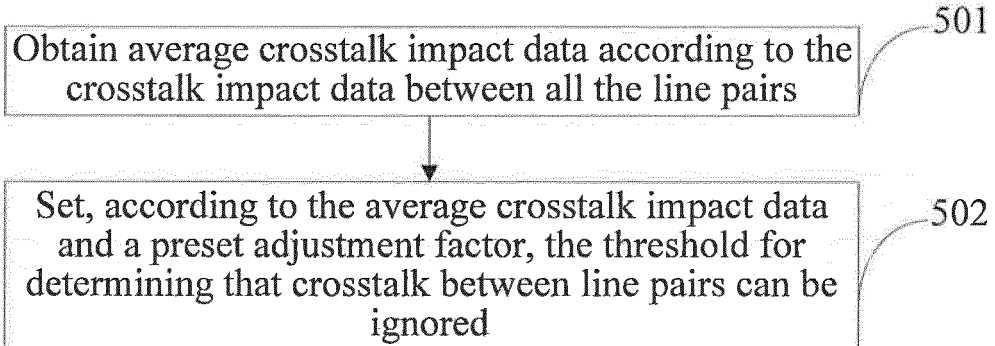 501
Obtain average crosstalk impact data according to the
crosstalk impact data between all the line pairs
502
Set, according to the average crosstalk impact data
and a preset adjustment factor, the threshold for
determining that crosstalk between line pairs can be
ignored